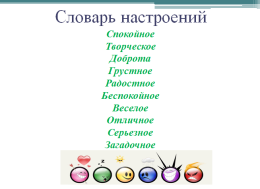 Словарь настроений
Спокойное
Творческое
Доброта
Грустное
Радостное
Беспокойное
Веселое
Отличное
Серьезное
Загадочное